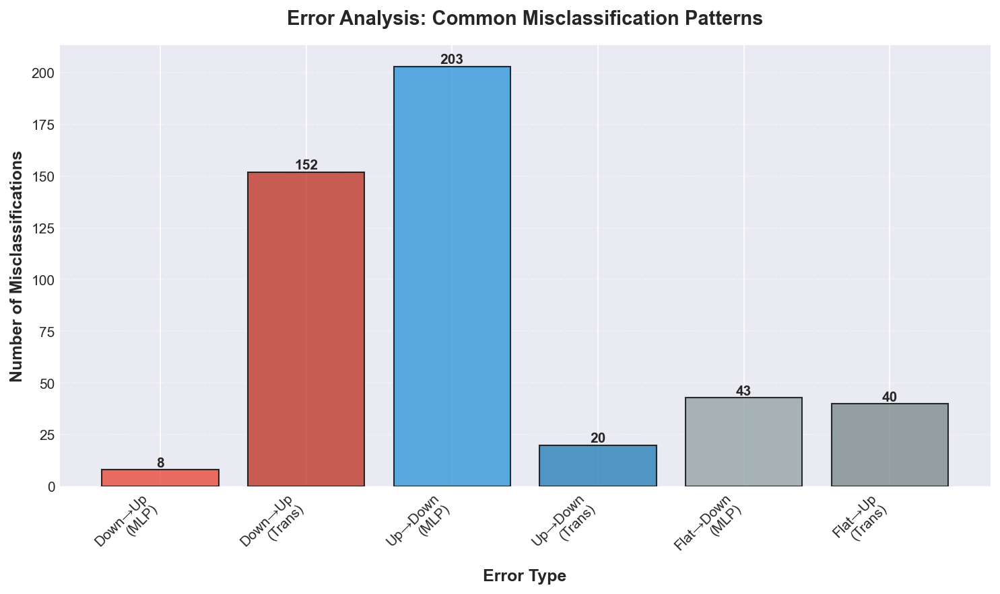 Error Analysis: Common Misclassification Patterns
Number of Misclassifications
200
175
150
125
100
75
50
25
0
8
152
203
20
43
40
Down→Up
(MLP)
Down→Up
(Trans)
Up→Down
(MLP)
Up→Down
(Trans)
Flat→Down
(MLP)
Flat→Up
(Trans)
Error Type